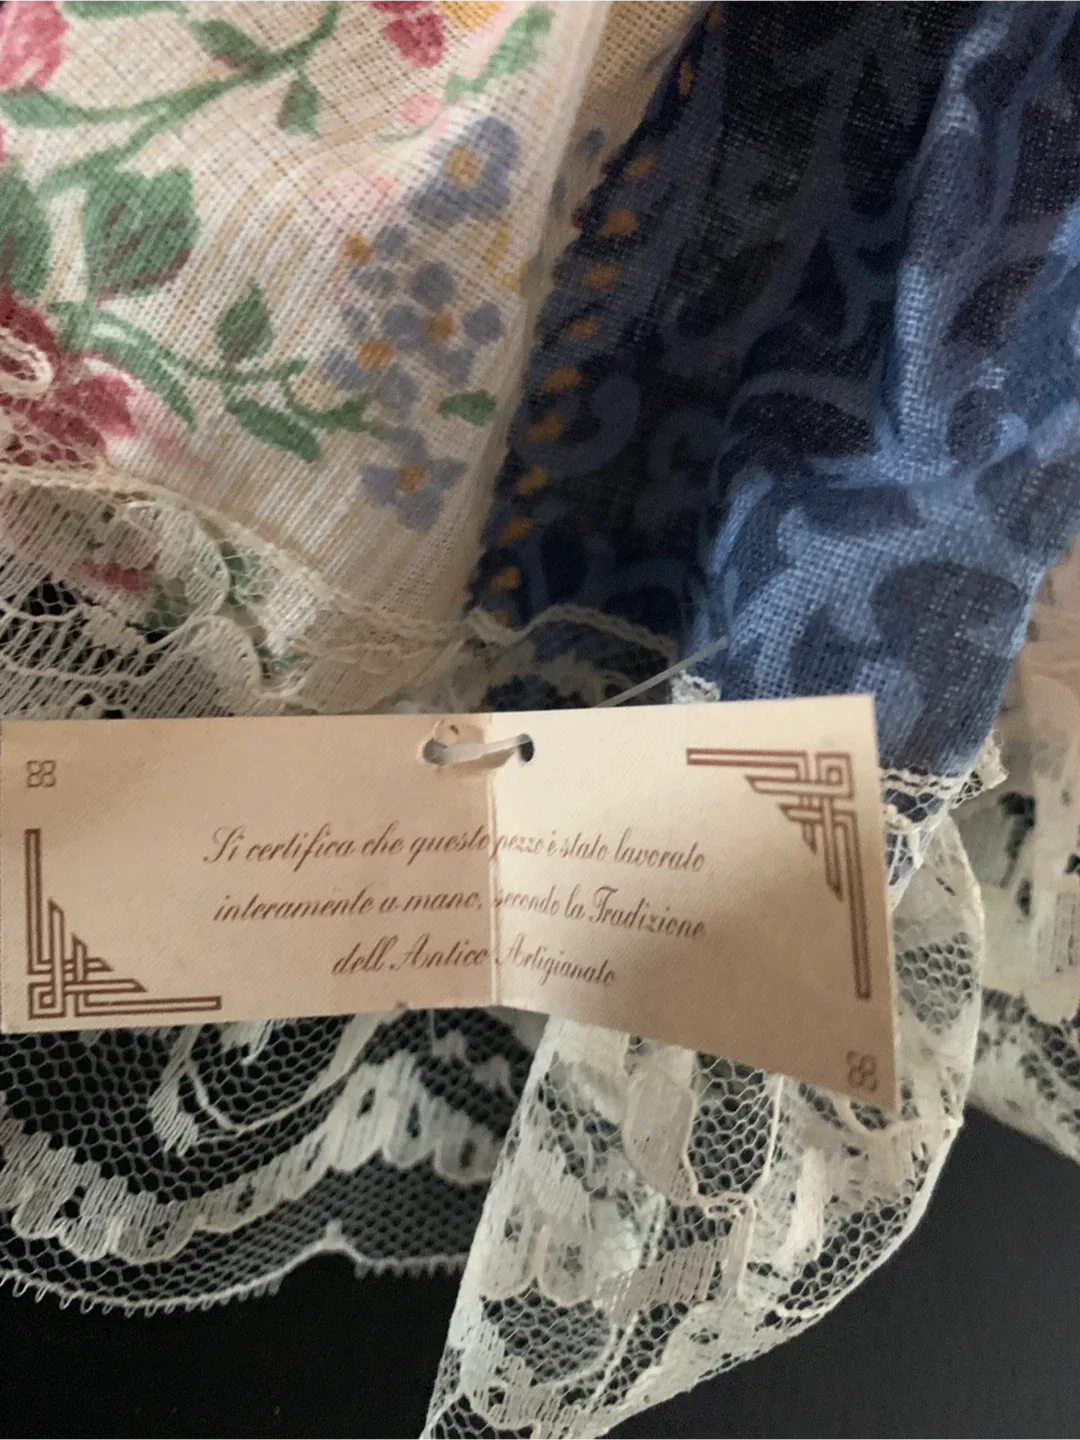 Si certifica che questo pezzo è stato lavorato
interamente a mano, secondo la Tradizione
dell'Antico Artigianato